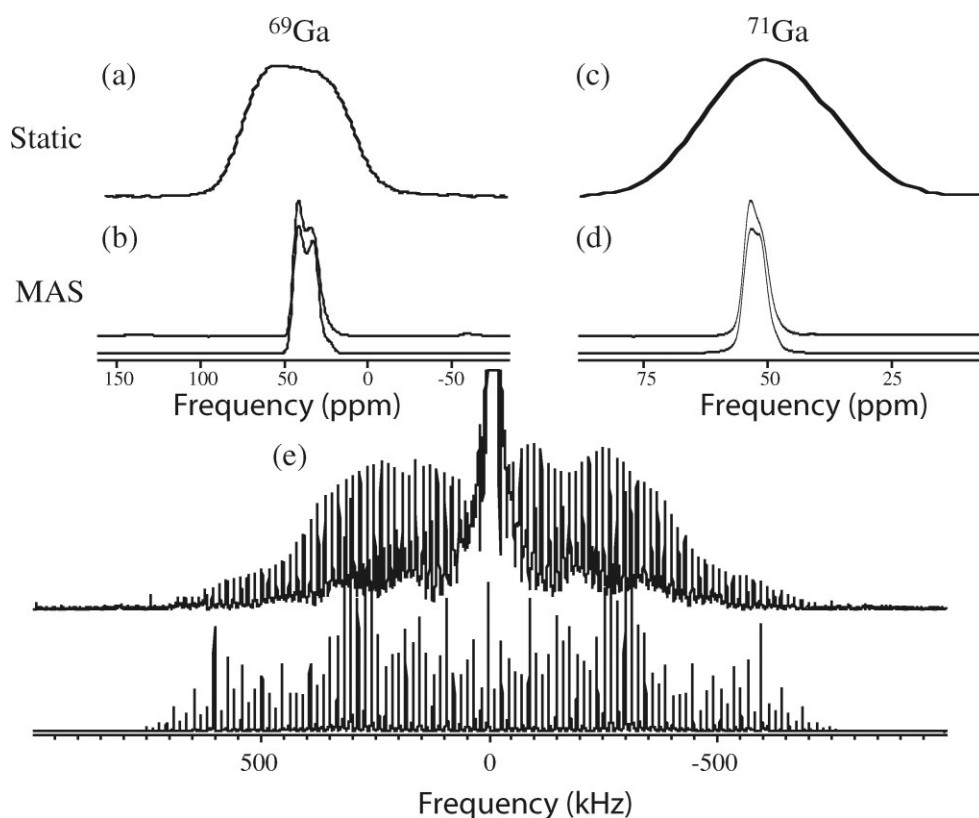 ⁶⁹Ga ⁷¹Ga
(a) (c)
Static
(b) (d)
MAS
150 100 50 0 -50 75 50 25
Frequency (ppm) Frequency (ppm)
(e)
500 0 -500
Frequency (kHz)